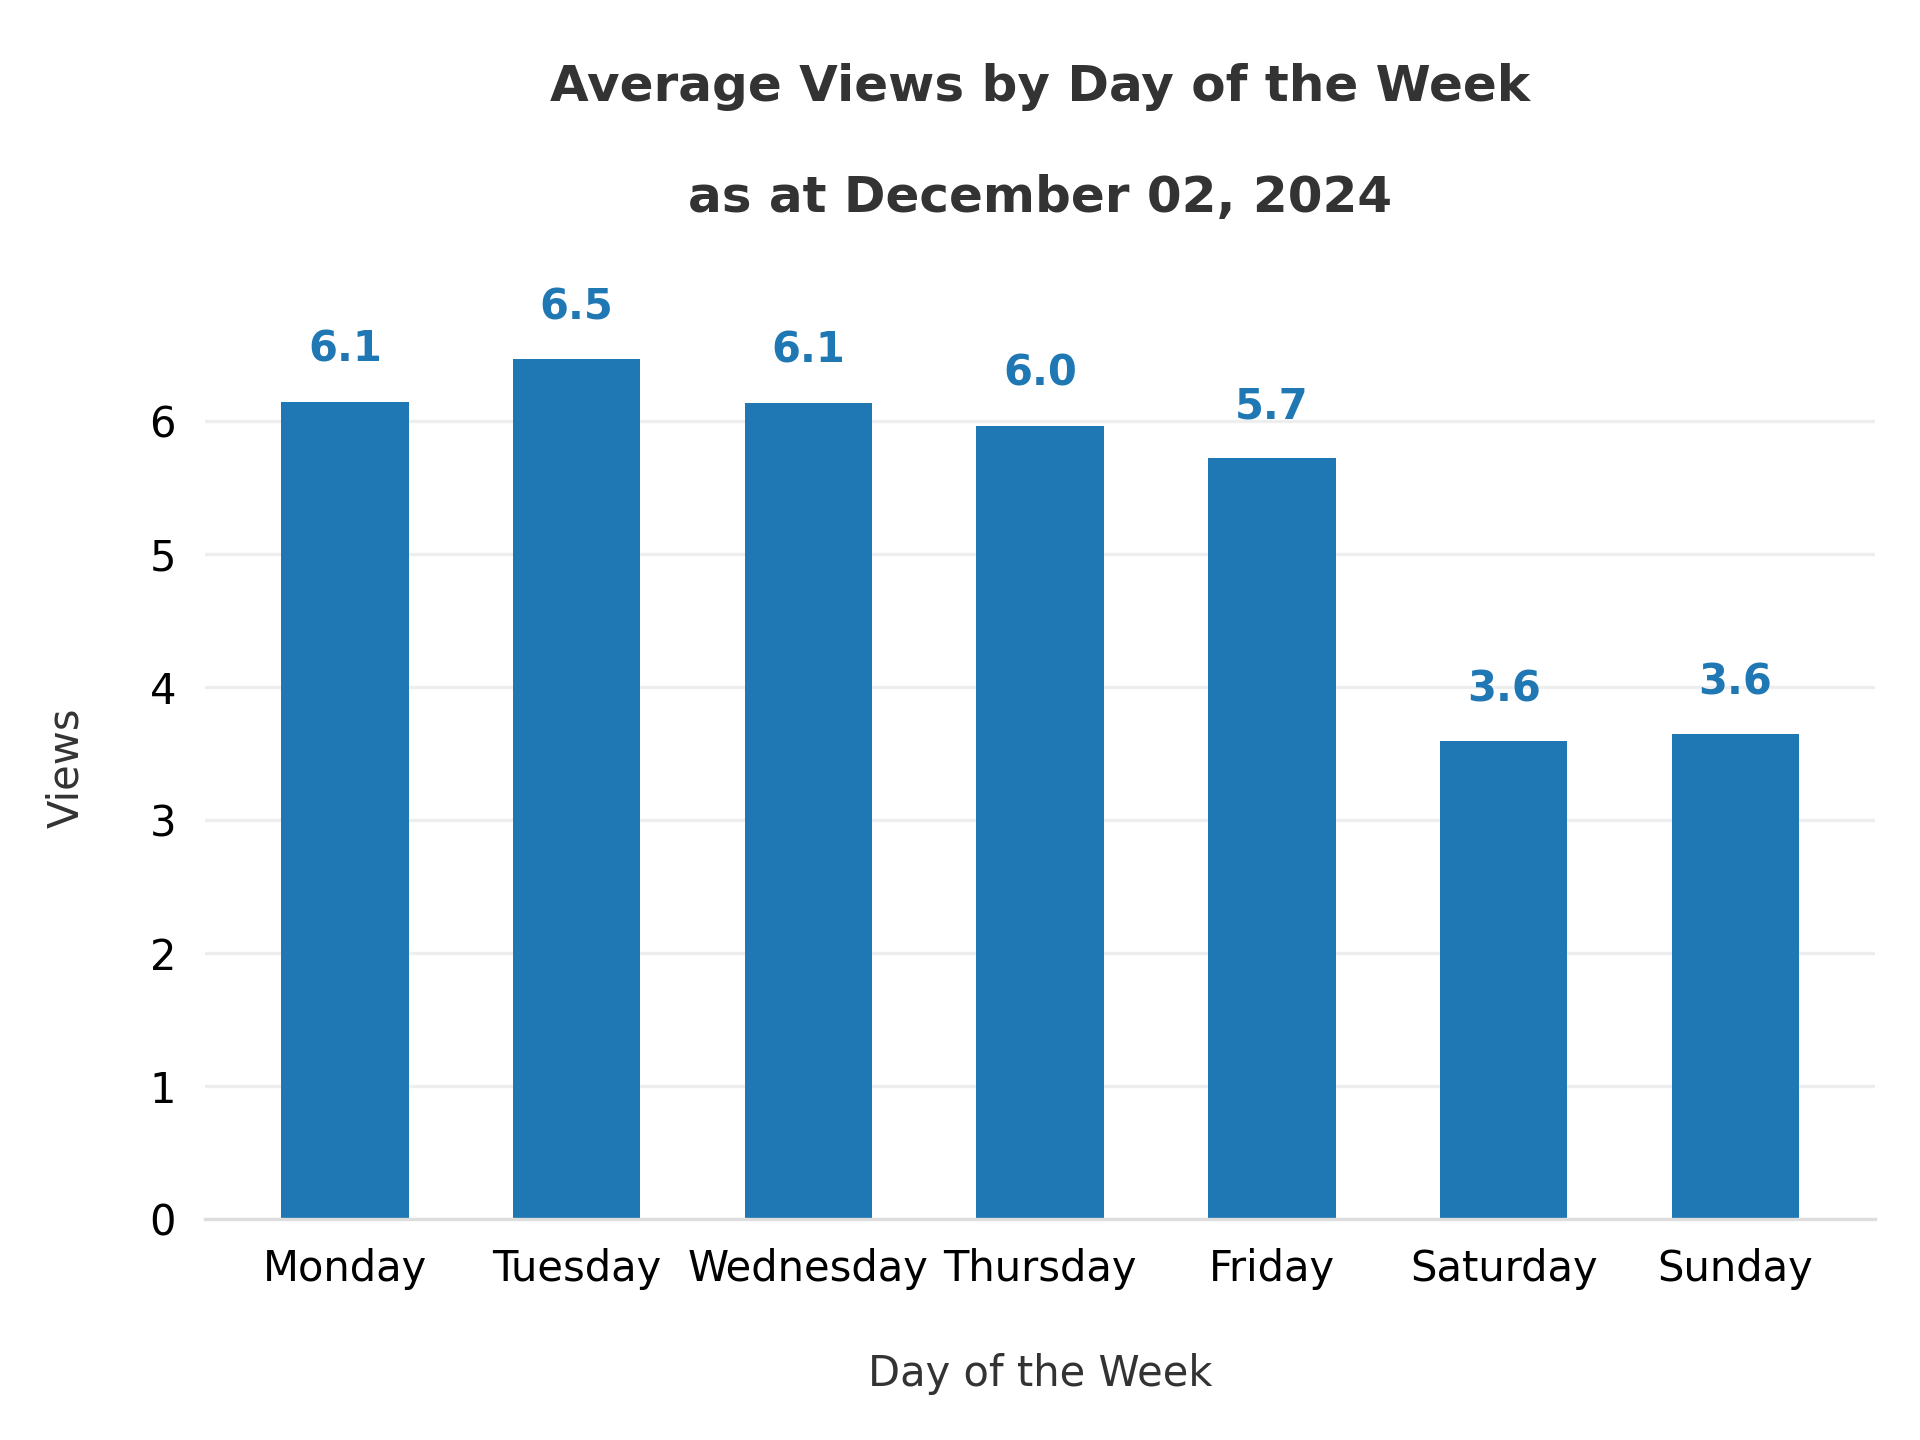 Average Views by Day of the Week
as at December 02, 2024
6.1
6.5
6.1
6.0
5.7
3.6
3.6
6
5
4
3
2
1
0
Views
Monday Tuesday Wednesday Thursday Friday Saturday Sunday
Day of the Week